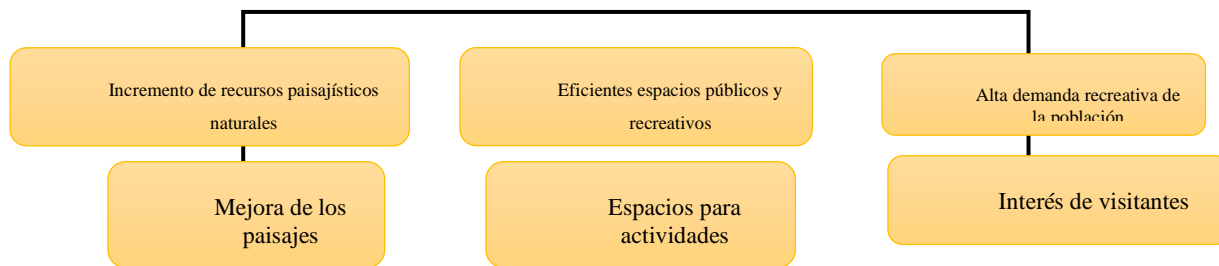 Incremento de recursos paisajísticos
naturales
Eficientes espacios públicos y
recreativos
Alta demanda recreativa de
la población
Mejora de los
paisajes
Espacios para
actividades
Interés de visitantes